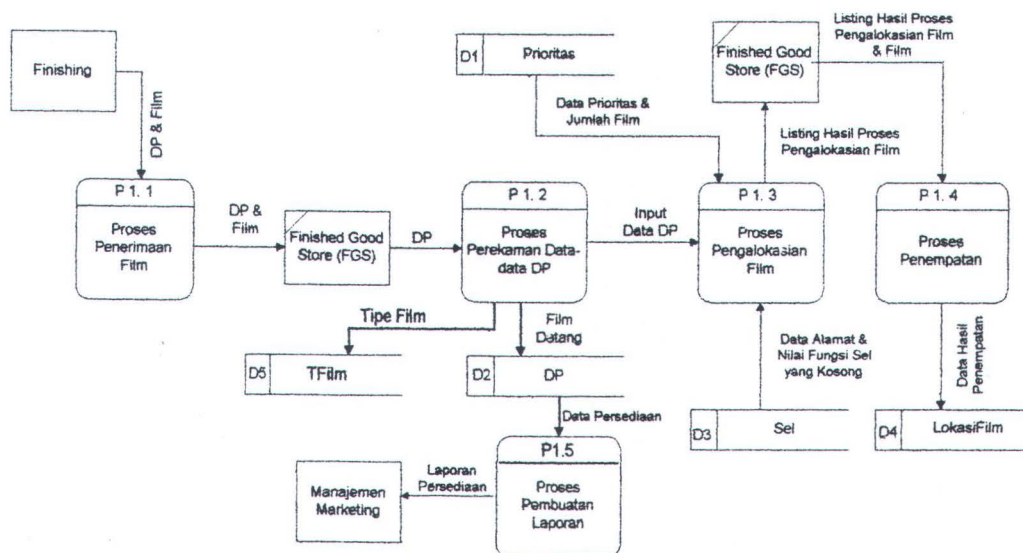 Finishing
DP & Film
P 1. 1
Proses
Penerimaan
Film
DP &
Film
Finished Good
Store (FGS)
DP
P 1. 2
Proses
Perekaman Data-
data DP
Input
Data DP
D1
Prioritas
Data Prioritas &
Jumlah Film
Finished Good
Store (FGS)
Listing Hasil Proses
Pengalokasian Film
& Film
Listing Hasil Proses
Pengalokasian Film
P 1. 3
Proses
Pengalokasian
Film
P 1. 4
Proses
Penempatan
Tipe Film
Film
Datang
D5
TFilm
D2
DP
Data Persediaan
Data Alamat &
Nilai Fungsi Sel
yang Kosong
Data Hasil
Penempatan
D3
Sel
D4
LokasiFilm
P1.5
Proses
Pembuatan
Laporan
Laporan
Persediaan
Manajemen
Marketing